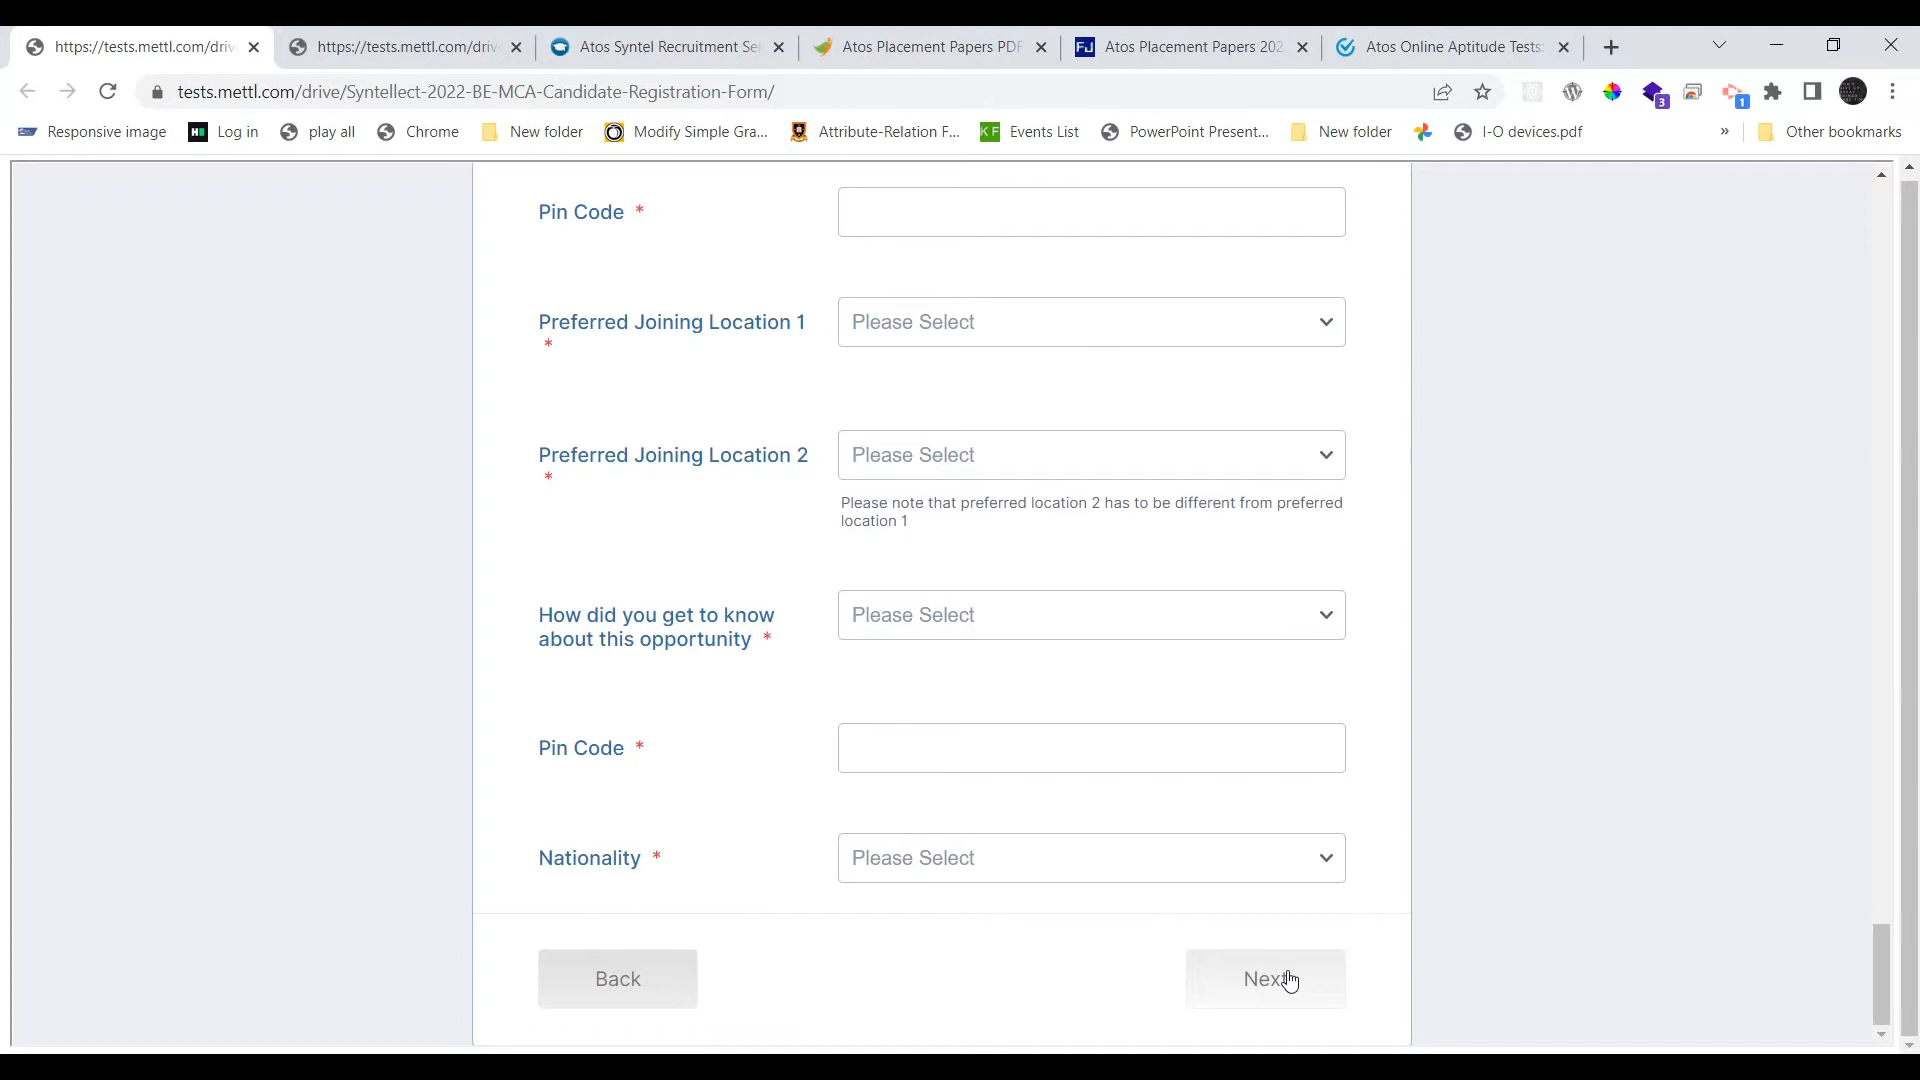 https://tests.mettl.com/driv
https://tests.mettl.com/driv
Atos Syntel Recruitment Se
Atos Placement Papers PDF
Atos Placement Papers 202
Atos Online Aptitude Tests:
tests.mettl.com/drive/Syntellect-2022-BE-MCA-Candidate-Registration-Form/
3
1
Responsive image
Log in
play all
Chrome
New folder
Modify Simple Gra...
Attribute-Relation F...
KF
Events List
PowerPoint Present...
New folder
I-O devices.pdf
»
Other bookmarks
Pin Code *
Preferred Joining Location 1
*
Please Select
Preferred Joining Location 2
*
Please Select
Please note that preferred location 2 has to be different from preferred
location 1
How did you get to know
about this opportunity *
Please Select
Pin Code *
Nationality *
Please Select
Back
Next